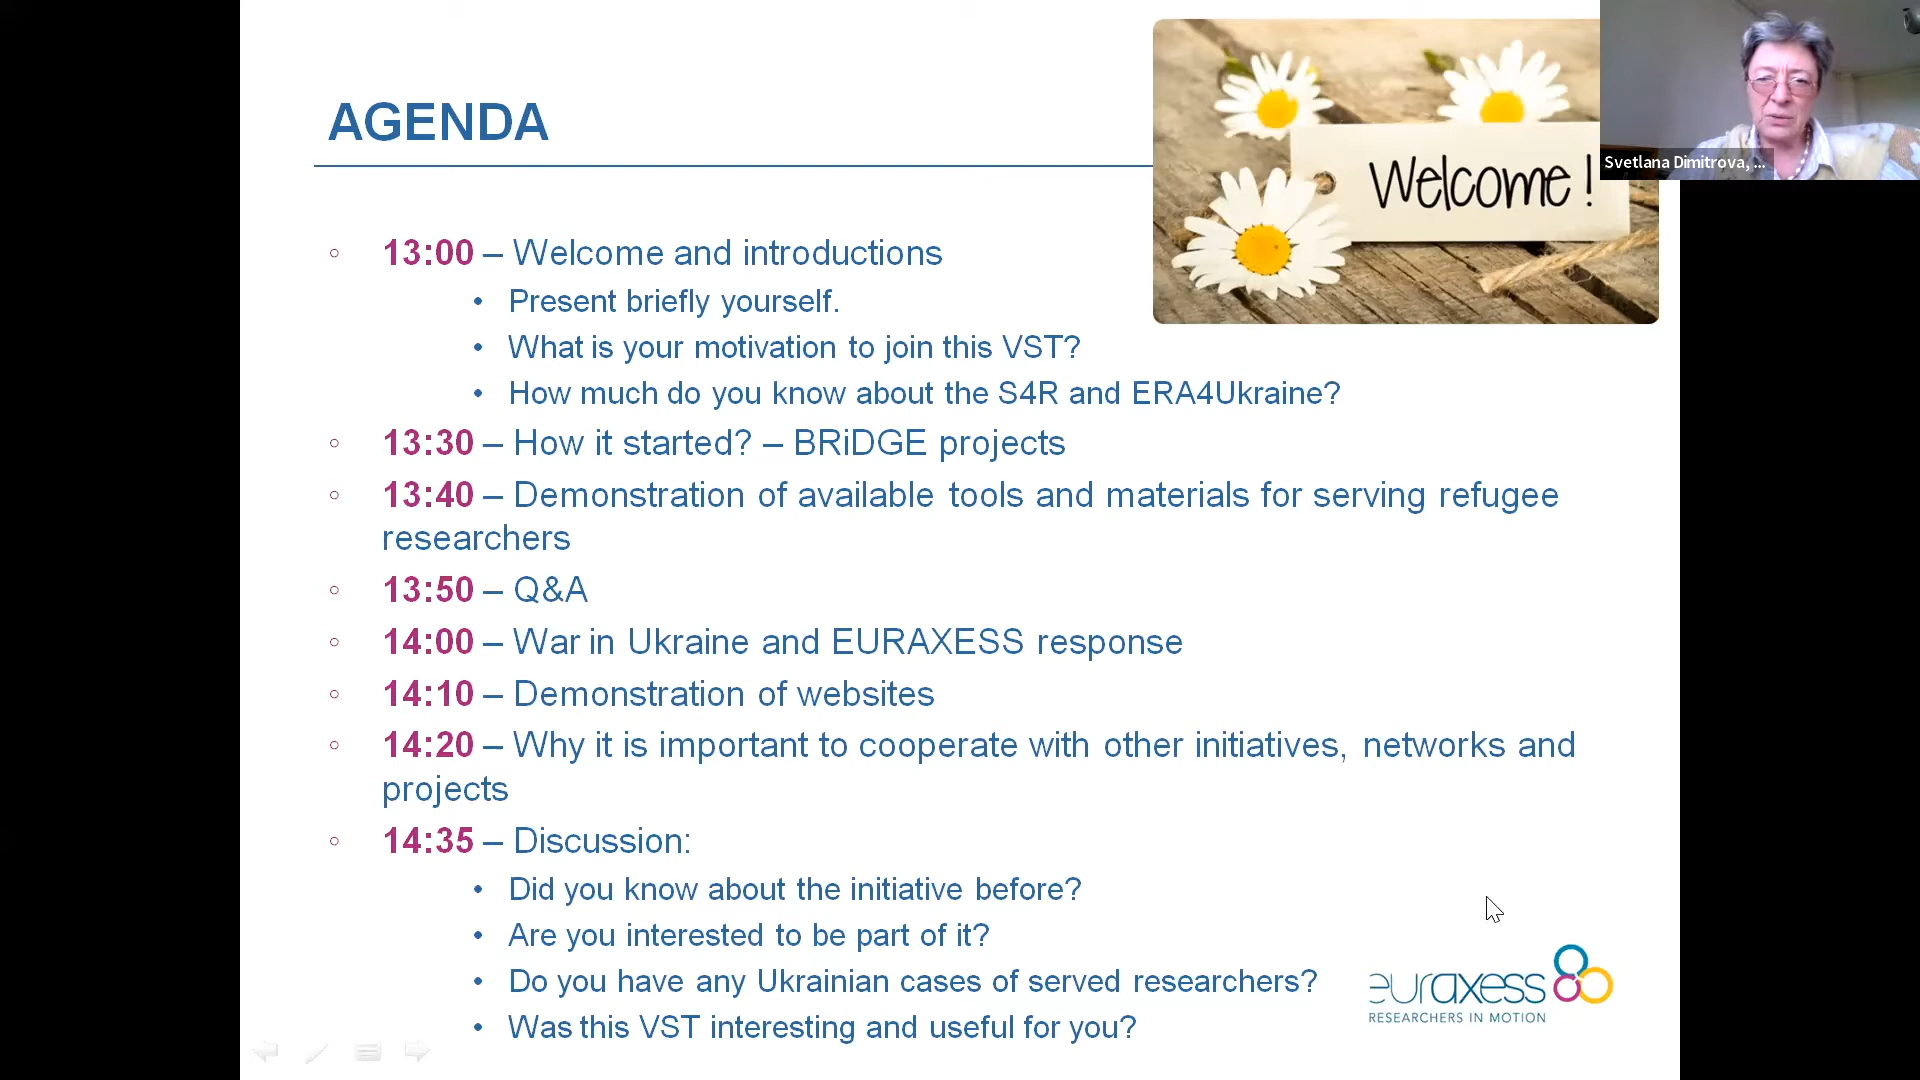 AGENDA
Welcome!
Svetlana Dimitrova, ...
13:00 – Welcome and introductions
• Present briefly yourself.
• What is your motivation to join this VST?
• How much do you know about the S4R and ERA4Ukraine?
13:30 – How it started? – BRiDGE projects
13:40 – Demonstration of available tools and materials for serving refugee
researchers
13:50 – Q&A
14:00 – War in Ukraine and EURAXESS response
14:10 – Demonstration of websites
14:20 – Why it is important to cooperate with other initiatives, networks and
projects
14:35 – Discussion:
• Did you know about the initiative before?
• Are you interested to be part of it?
• Do you have any Ukrainian cases of served researchers?
• Was this VST interesting and useful for you?
euraxess
RESEARCHERS IN MOTION